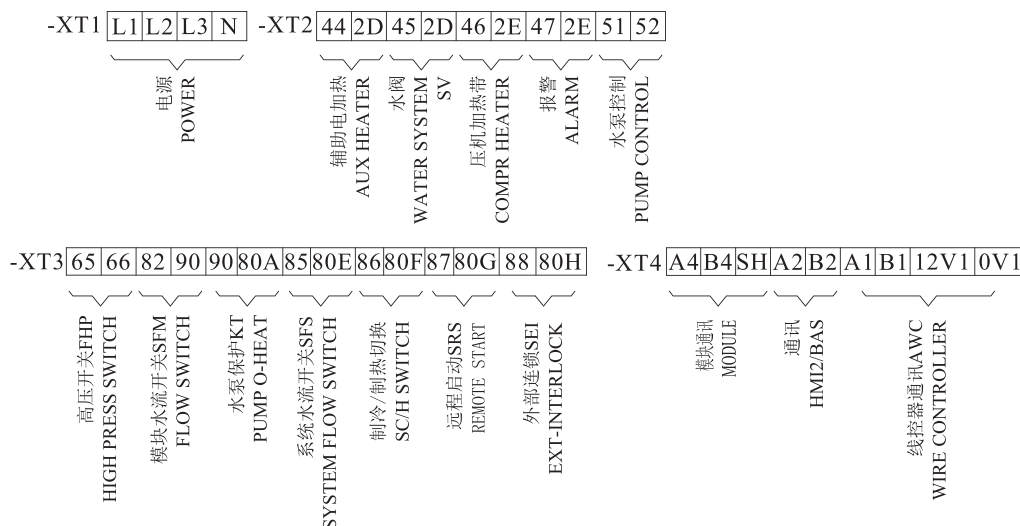 -XT1 L1 L2 L3 N
电源
POWER
-XT2 44 2D 45 2D 46 2E 47 2E 51 52
辅助电加热
AUX HEATER
水阀
WATER SYSTEM
SV
压机加热带
COMPR HEATER
报警
ALARM
水泵控制
PUMP CONTROL
-XT3 65 66 82 90 90 80A 85 80E 86 80F 87 80G 88 80H
高压开关FHP
HIGH PRESS SWITCH
模块水流开关SFM
FLOW SWITCH
水泵保护KT
PUMP O-HEAT
系统水流开关SFS
SYSTEM FLOW SWITCH
制冷/制热切换
SC/H SWITCH
远程启动SRS
REMOTE START
外部连锁SEI
EXT-INTERLOCK
-XT4 A4 B4 SH A2 B2 A1 B1 12V1 0V1
模块通讯
MODULE
通讯
HMI2/BAS
线控器通讯AWC
WIRE CONTROLLER